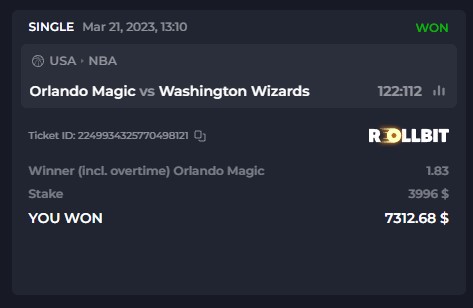 SINGLE Mar 21, 2023, 13:10 WON
USA · NBA
Orlando Magic vs Washington Wizards 122:112
Ticket ID: 2249934325770498121 ROLLBIT
Winner (incl. overtime) Orlando Magic 1.83
Stake 3996 $
YOU WON 7312.68 $